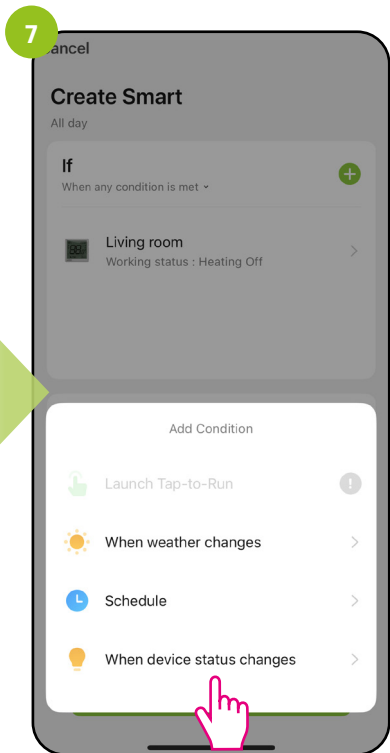 7
ancel
Create Smart
All day
If
When any condition is met
Living room
Working status : Heating Off
Add Condition
Launch Tap-to-Run
When weather changes
Schedule
When device status changes